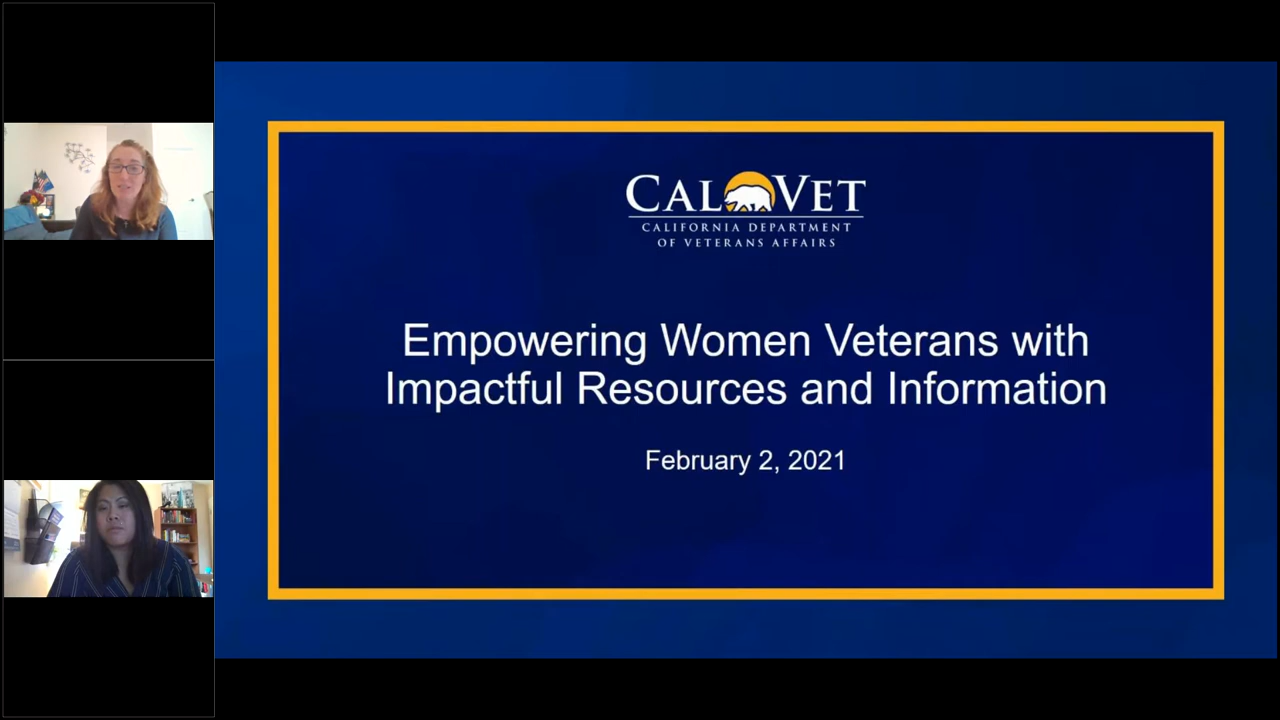 CALVET
CALIFORNIA DEPARTMENT
OF VETERANS AFFAIRS
Empowering Women Veterans with
Impactful Resources and Information
February 2, 2021